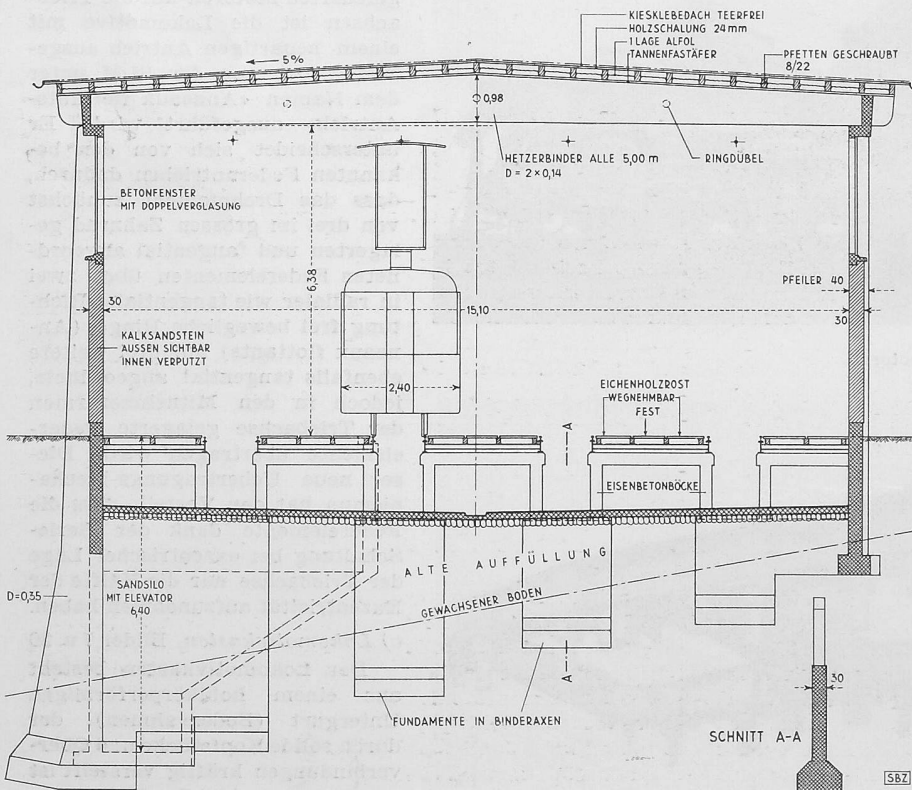 KIESKLEBEDACH TEERFREI
HOLZSCHALUNG 24mm
1 LAGE ALFOL
TANNENFASTÄFER
PFETTEN GESCHRAUBT
8/22
5%
0,98
HETZERBINDER ALLE 5,00 m
D = 2×0,14
RINGDÜBEL
BETONFENSTER
MIT DOPPELVERGLASUNG
6,38
PFEILER 40
30
15,10
30
KALKSANDSTEIN
AUSSEN SICHTBAR
INNEN VERPUTZT
2,40
EICHENHOLZROST
WEGNEHMBAR
FEST
A
EISENBETONBÖCKE
ALTE AUFFÜLLUNG
GEWACHSENER BODEN
SANDSILO
MIT ELEVATOR
6,40
D=0,35
A
FUNDAMENTE IN BINDERAXEN
30
SCHNITT A-A
SBZ